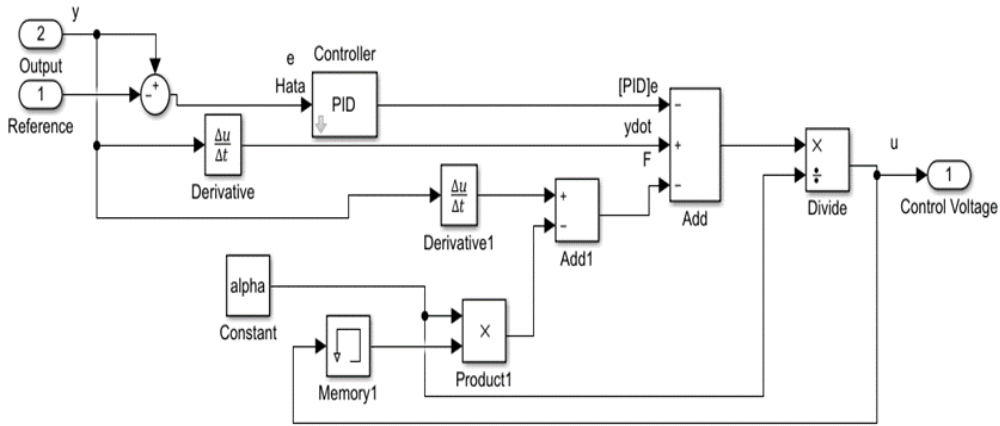 y
2
Output
1
Reference
e
Hata
Controller
PID
Δu
Δt
Derivative
[PID]e
ydot
F
Add
Δu
Δt
Derivative1
Add1
Divide
u
1
Control Voltage
alpha
Constant
Memory1
Product1